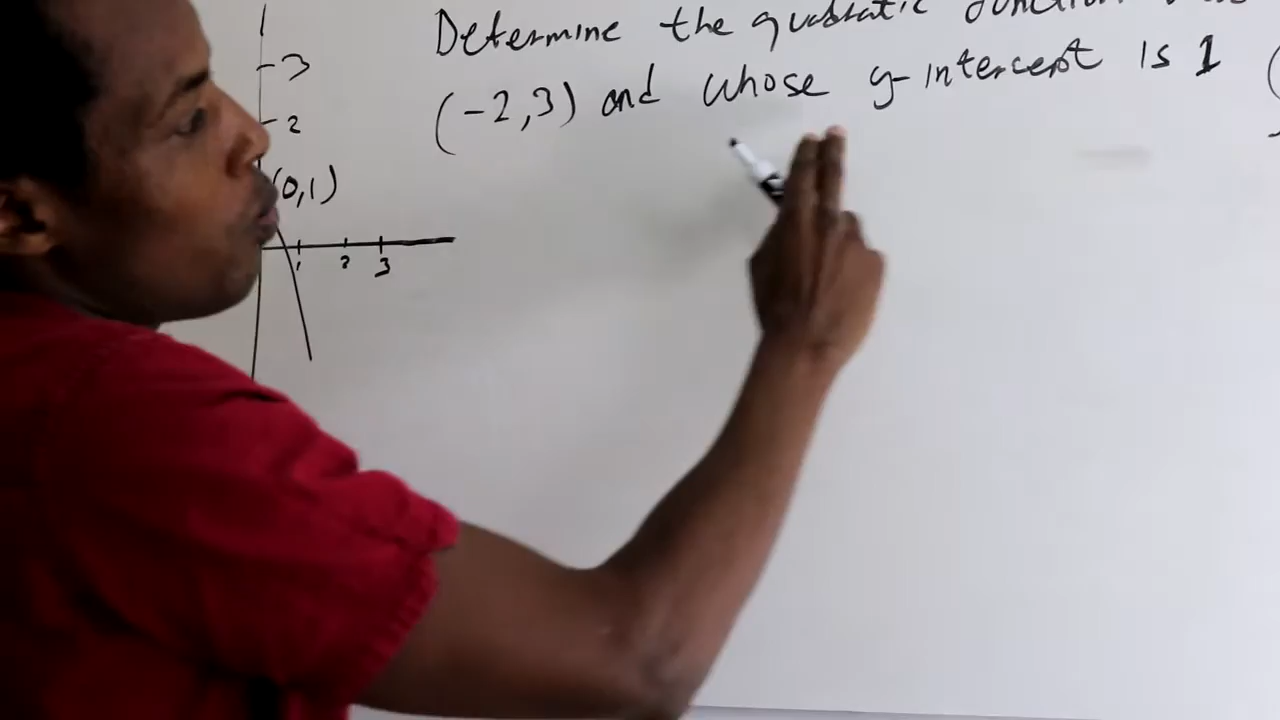 Determine the quadratic function
(-2,3) and whose y-intercept is 1
3
2
(0,1)
1 2 3